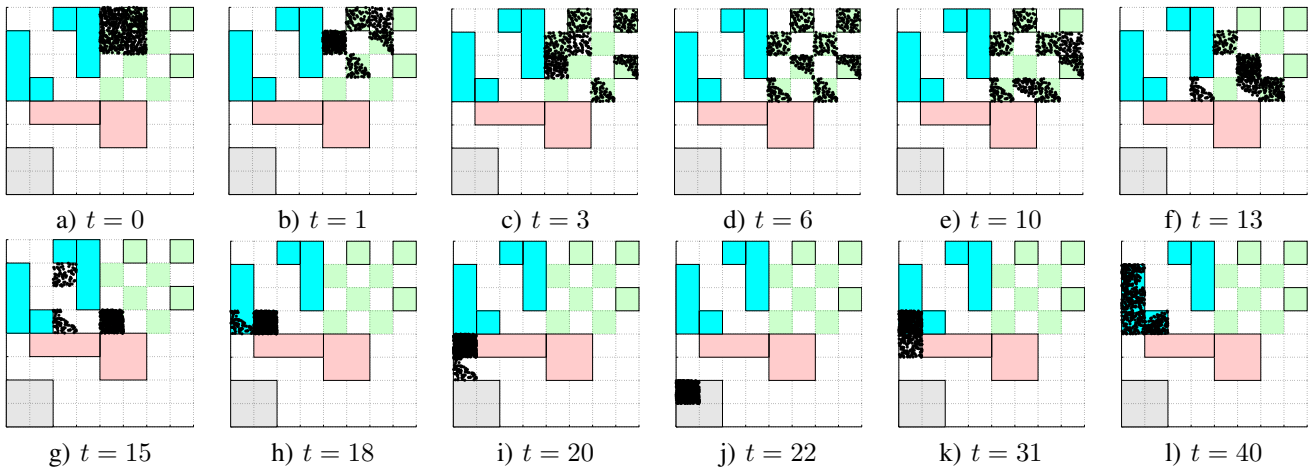 a) t = 0 b) t = 1 c) t = 3 d) t = 6 e) t = 10 f) t = 13
g) t = 15 h) t = 18 i) t = 20 j) t = 22 k) t = 31 l) t = 40